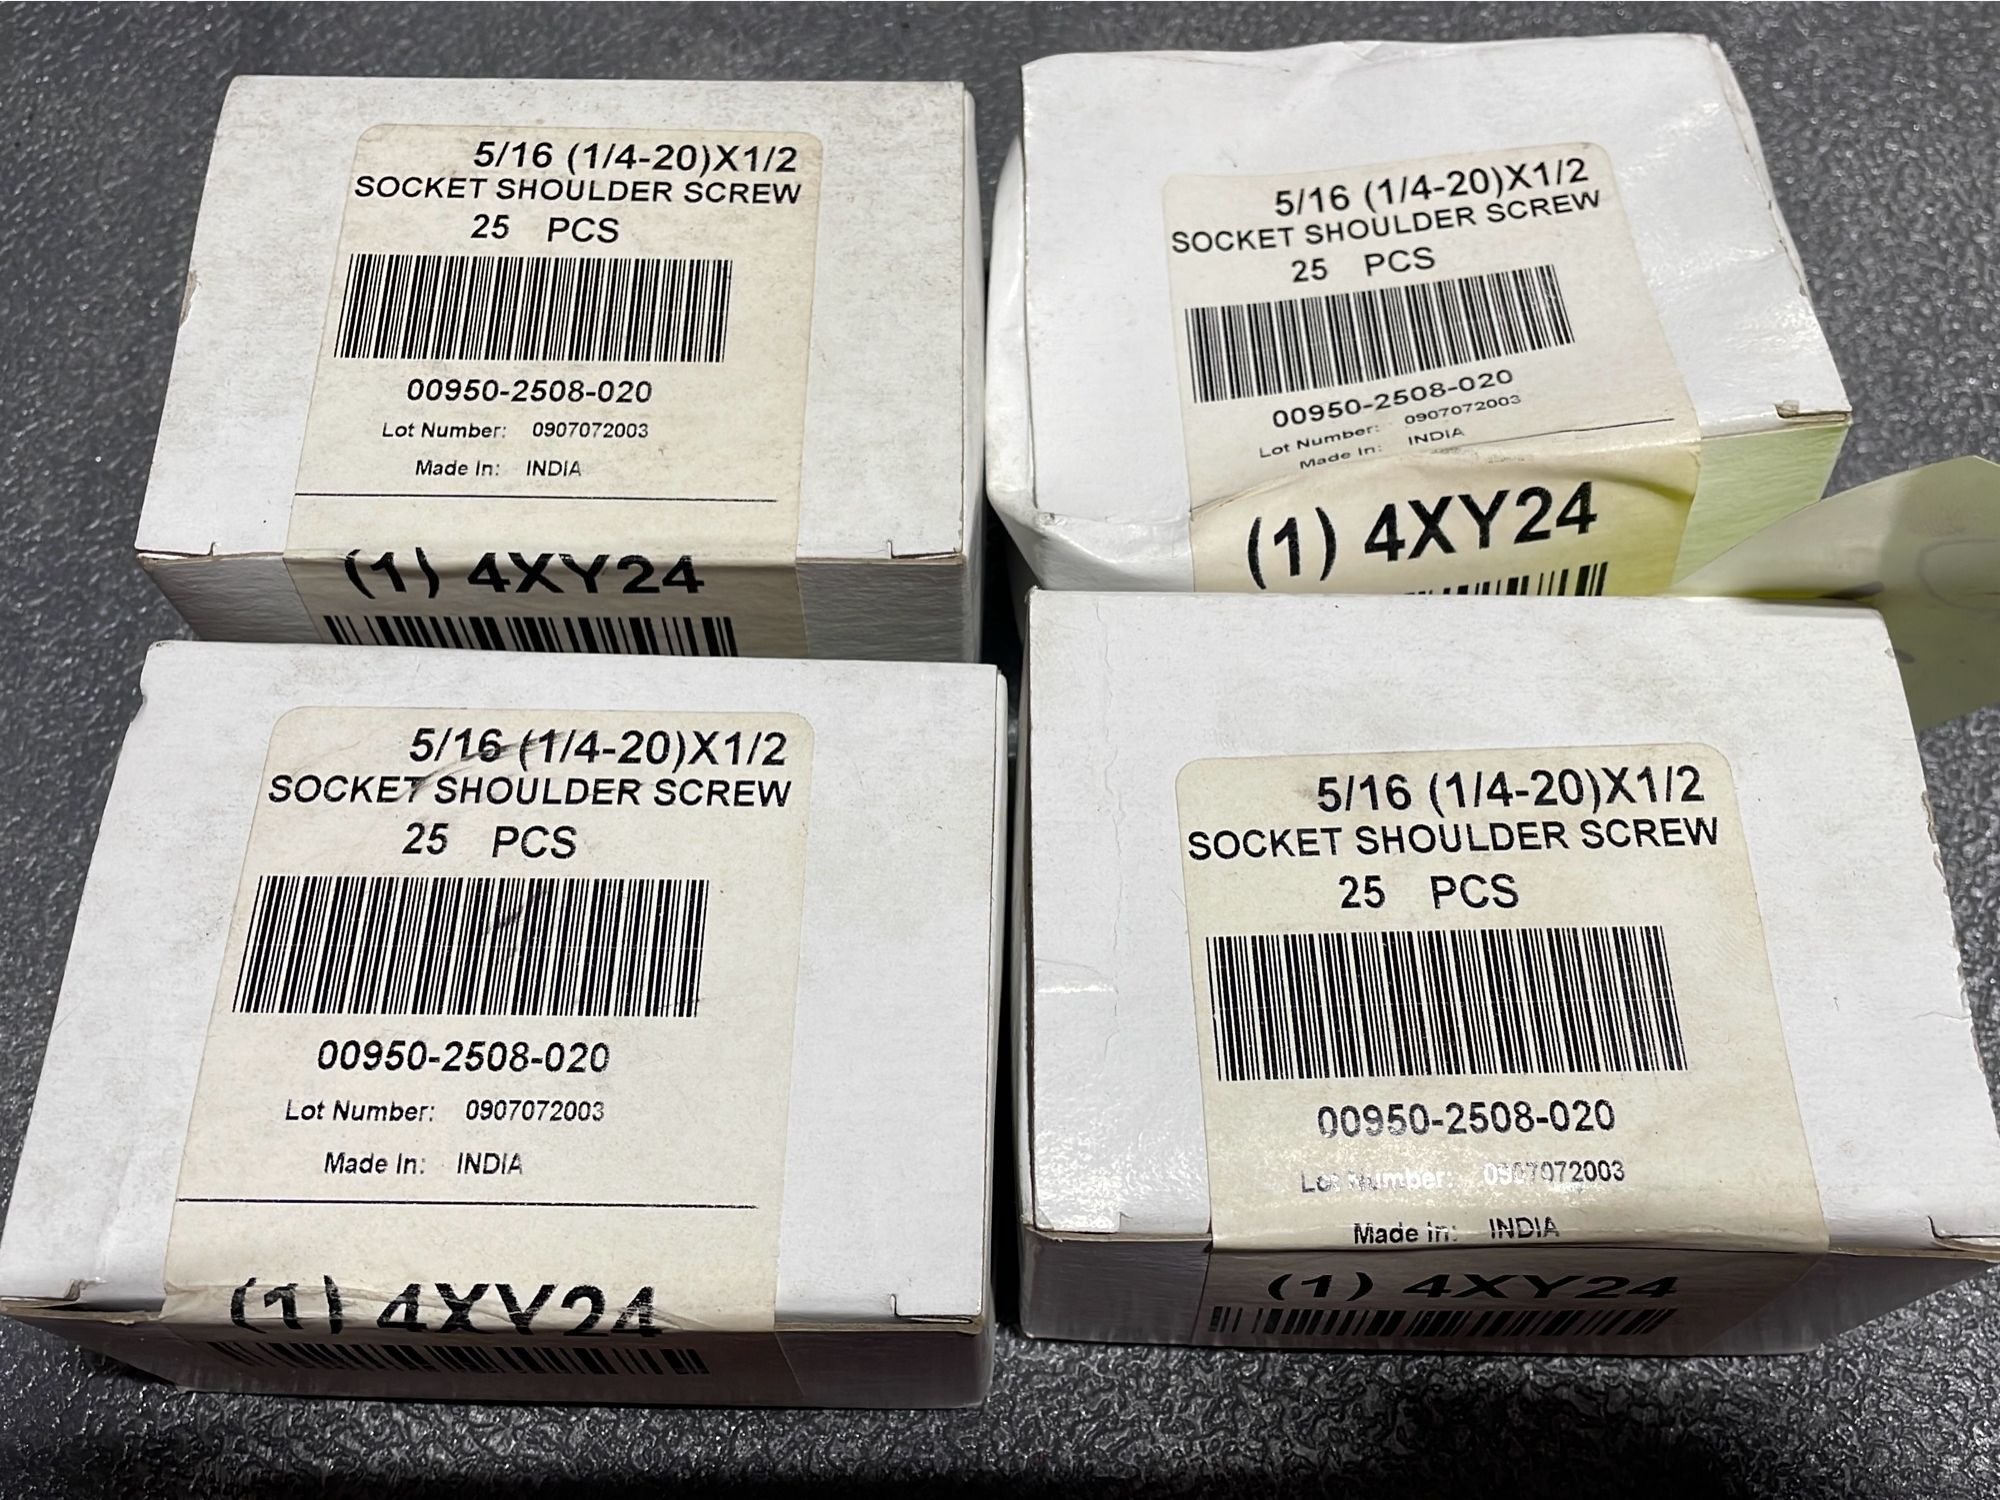 5/16 (1/4-20)X1/2
SOCKET SHOULDER SCREW
25 PCS
00950-2508-020
Lot Number: 0907072003
Made In: INDIA
(1) 4XY24
5/16 (1/4-20)X1/2
SOCKET SHOULDER SCREW
25 PCS
00950-2508-020
Lot Number: 0907072003
Made In: INDIA
(1) 4XY24
5/16 (1/4-20)X1/2
SOCKET SHOULDER SCREW
25 PCS
00950-2508-020
Lot Number: 0907072003
Made In: INDIA
(1) 4XY24
5/16 (1/4-20)X1/2
SOCKET SHOULDER SCREW
25 PCS
00950-2508-020
Lot Number: 0907072003
Made In: INDIA
(1) 4XY24